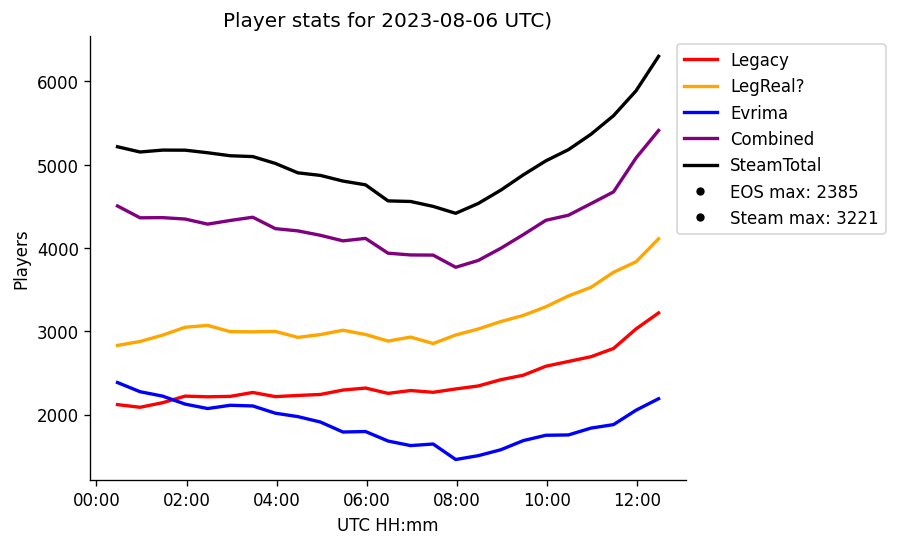 Player stats for 2023-08-06 UTC)
Legacy
LegReal?
Evrima
Combined
SteamTotal
EOS max: 2385
Steam max: 3221
Players
6000
5000
4000
3000
2000
00:00 02:00 04:00 06:00 08:00 10:00 12:00
UTC HH:mm